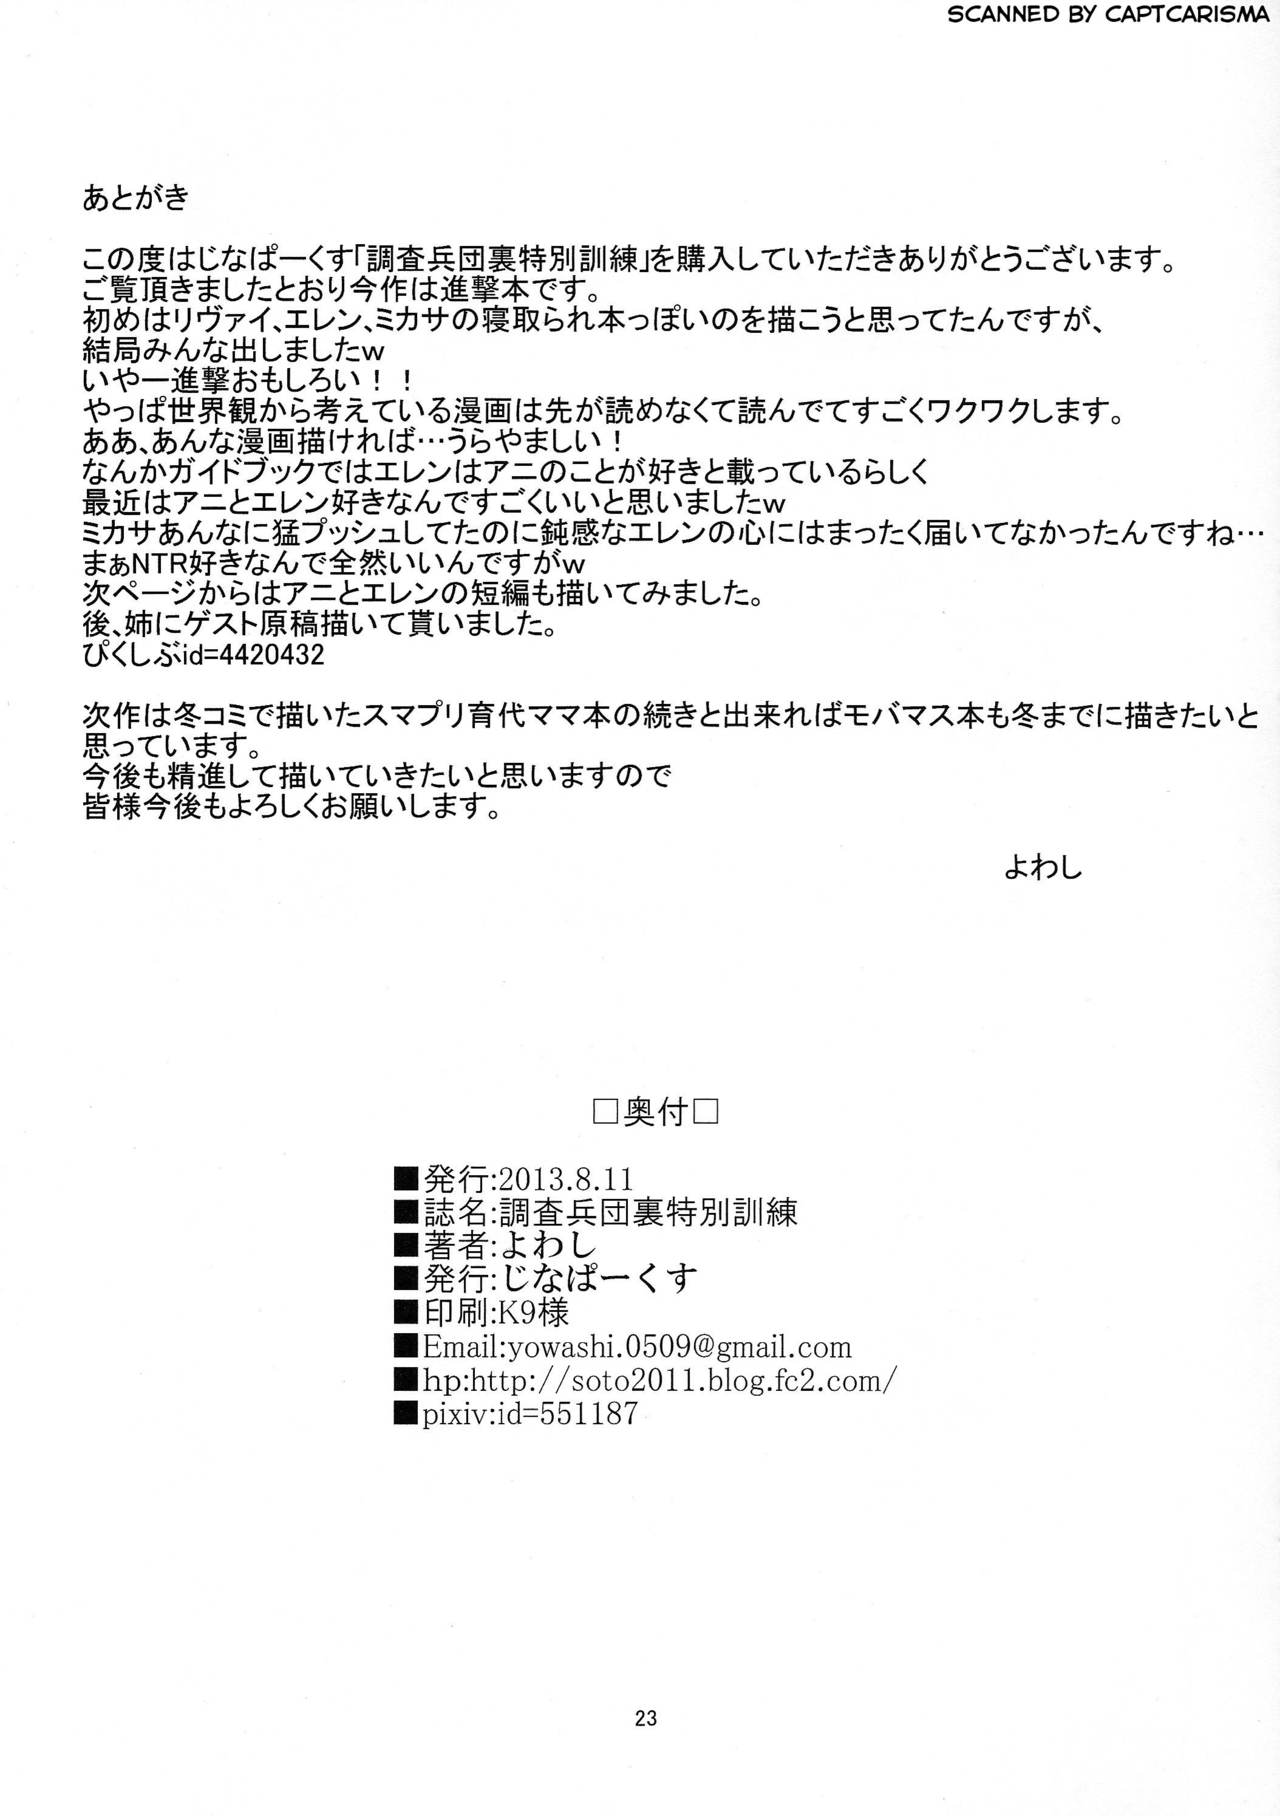 SCANNED BY CAPTCARISMA
あとがき
この度はじなぱーくす「調査兵団裏特別訓練」を購入していただきありがとうございます。
ご覧頂きましたとおり今作は進撃本です。
初めはリヴァイ、エレン、ミカサの寝取られ本っぽいのを描こうと思ってたんですが、
結局みんな出しましたw
いやー進撃おもしろい！！
やっぱ世界観から考えている漫画は先が読めなくて読んでてすごくワクワクします。
ああ、あんな漫画描ければ…うらやましい！
なんかガイドブックではエレンはアニのことが好きと載っているらしく
最近はアニとエレン好きなんですごくいいと思いましたw
ミカサあんなに猛プッシュしてたのに鈍感なエレンの心にはまったく届いてなかったんですね…
まぁNTR好きなんで全然いいんですがw
次ページからはアニとエレンの短編も描いてみました。
後、姉にゲスト原稿描いて貰いました。
ぴくしぶid=4420432
次作は冬コミで描いたスマプリ育代ママ本の続きと出来ればモバマス本も冬までに描きたいと
思っています。
今後も精進して描いていきたいと思いますので
皆様今後もよろしくお願いします。
よわし
□奥付□
■発行:2013.8.11
■誌名:調査兵団裏特別訓練
■著者:よわし
■発行:じなぱーくす
■印刷:K9様
■Email:yowashi.0509@gmail.com
■hp:http://soto2011.blog.fc2.com/
■pixiv:id=551187
23